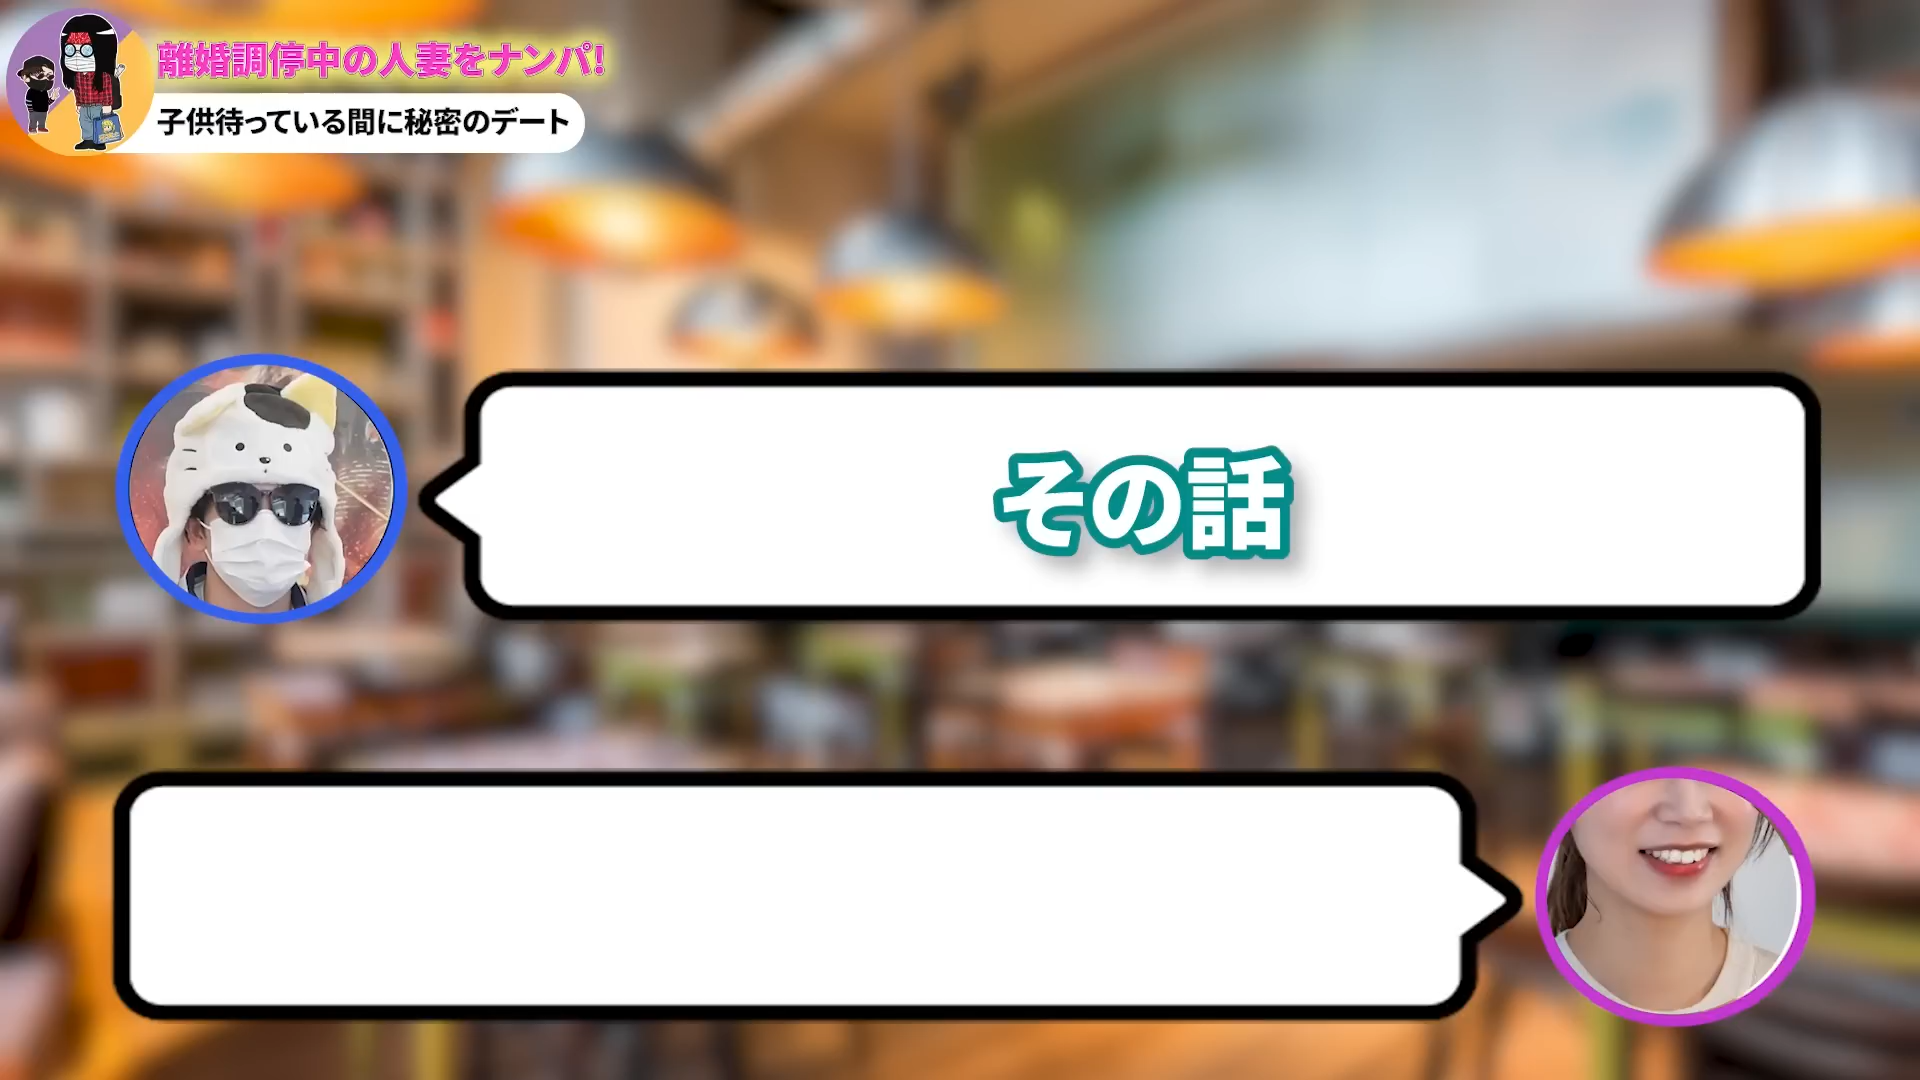 離婚調停中の人妻をナンパ!
子供待っている間に秘密のデート
その話